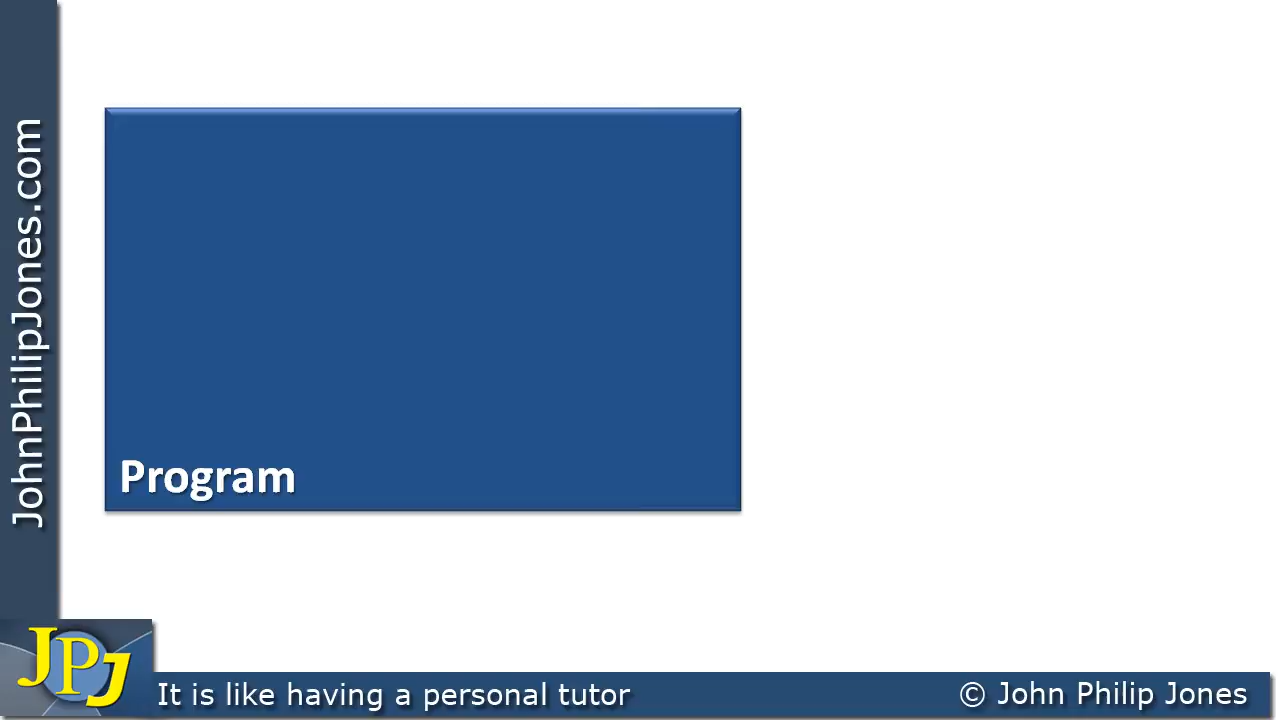 JohnPhilipJones.com
Program
JPJ
It is like having a personal tutor
© John Philip Jones